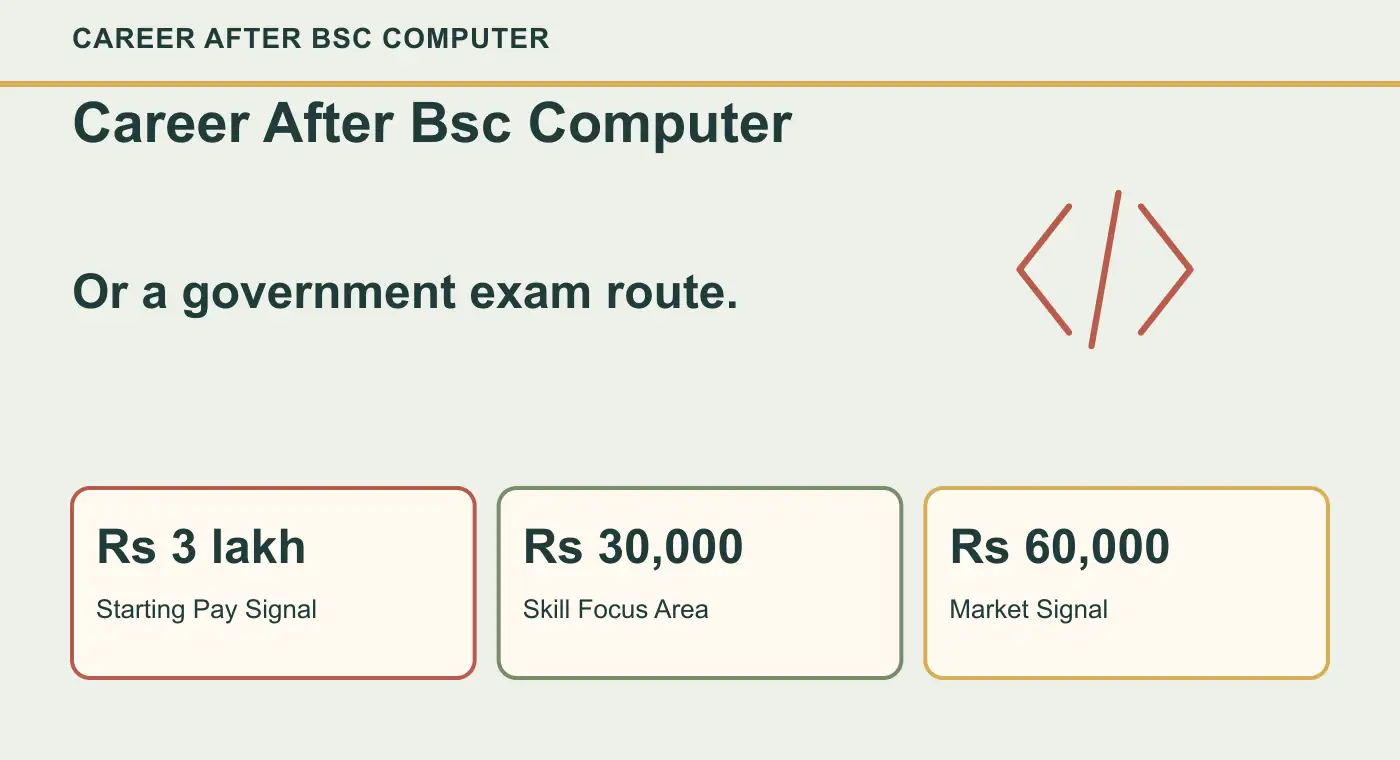 CAREER AFTER BSC COMPUTER
Career After Bsc Computer
Or a government exam route.
Rs 3 lakh
Starting Pay Signal
Rs 30,000
Skill Focus Area
Rs 60,000
Market Signal